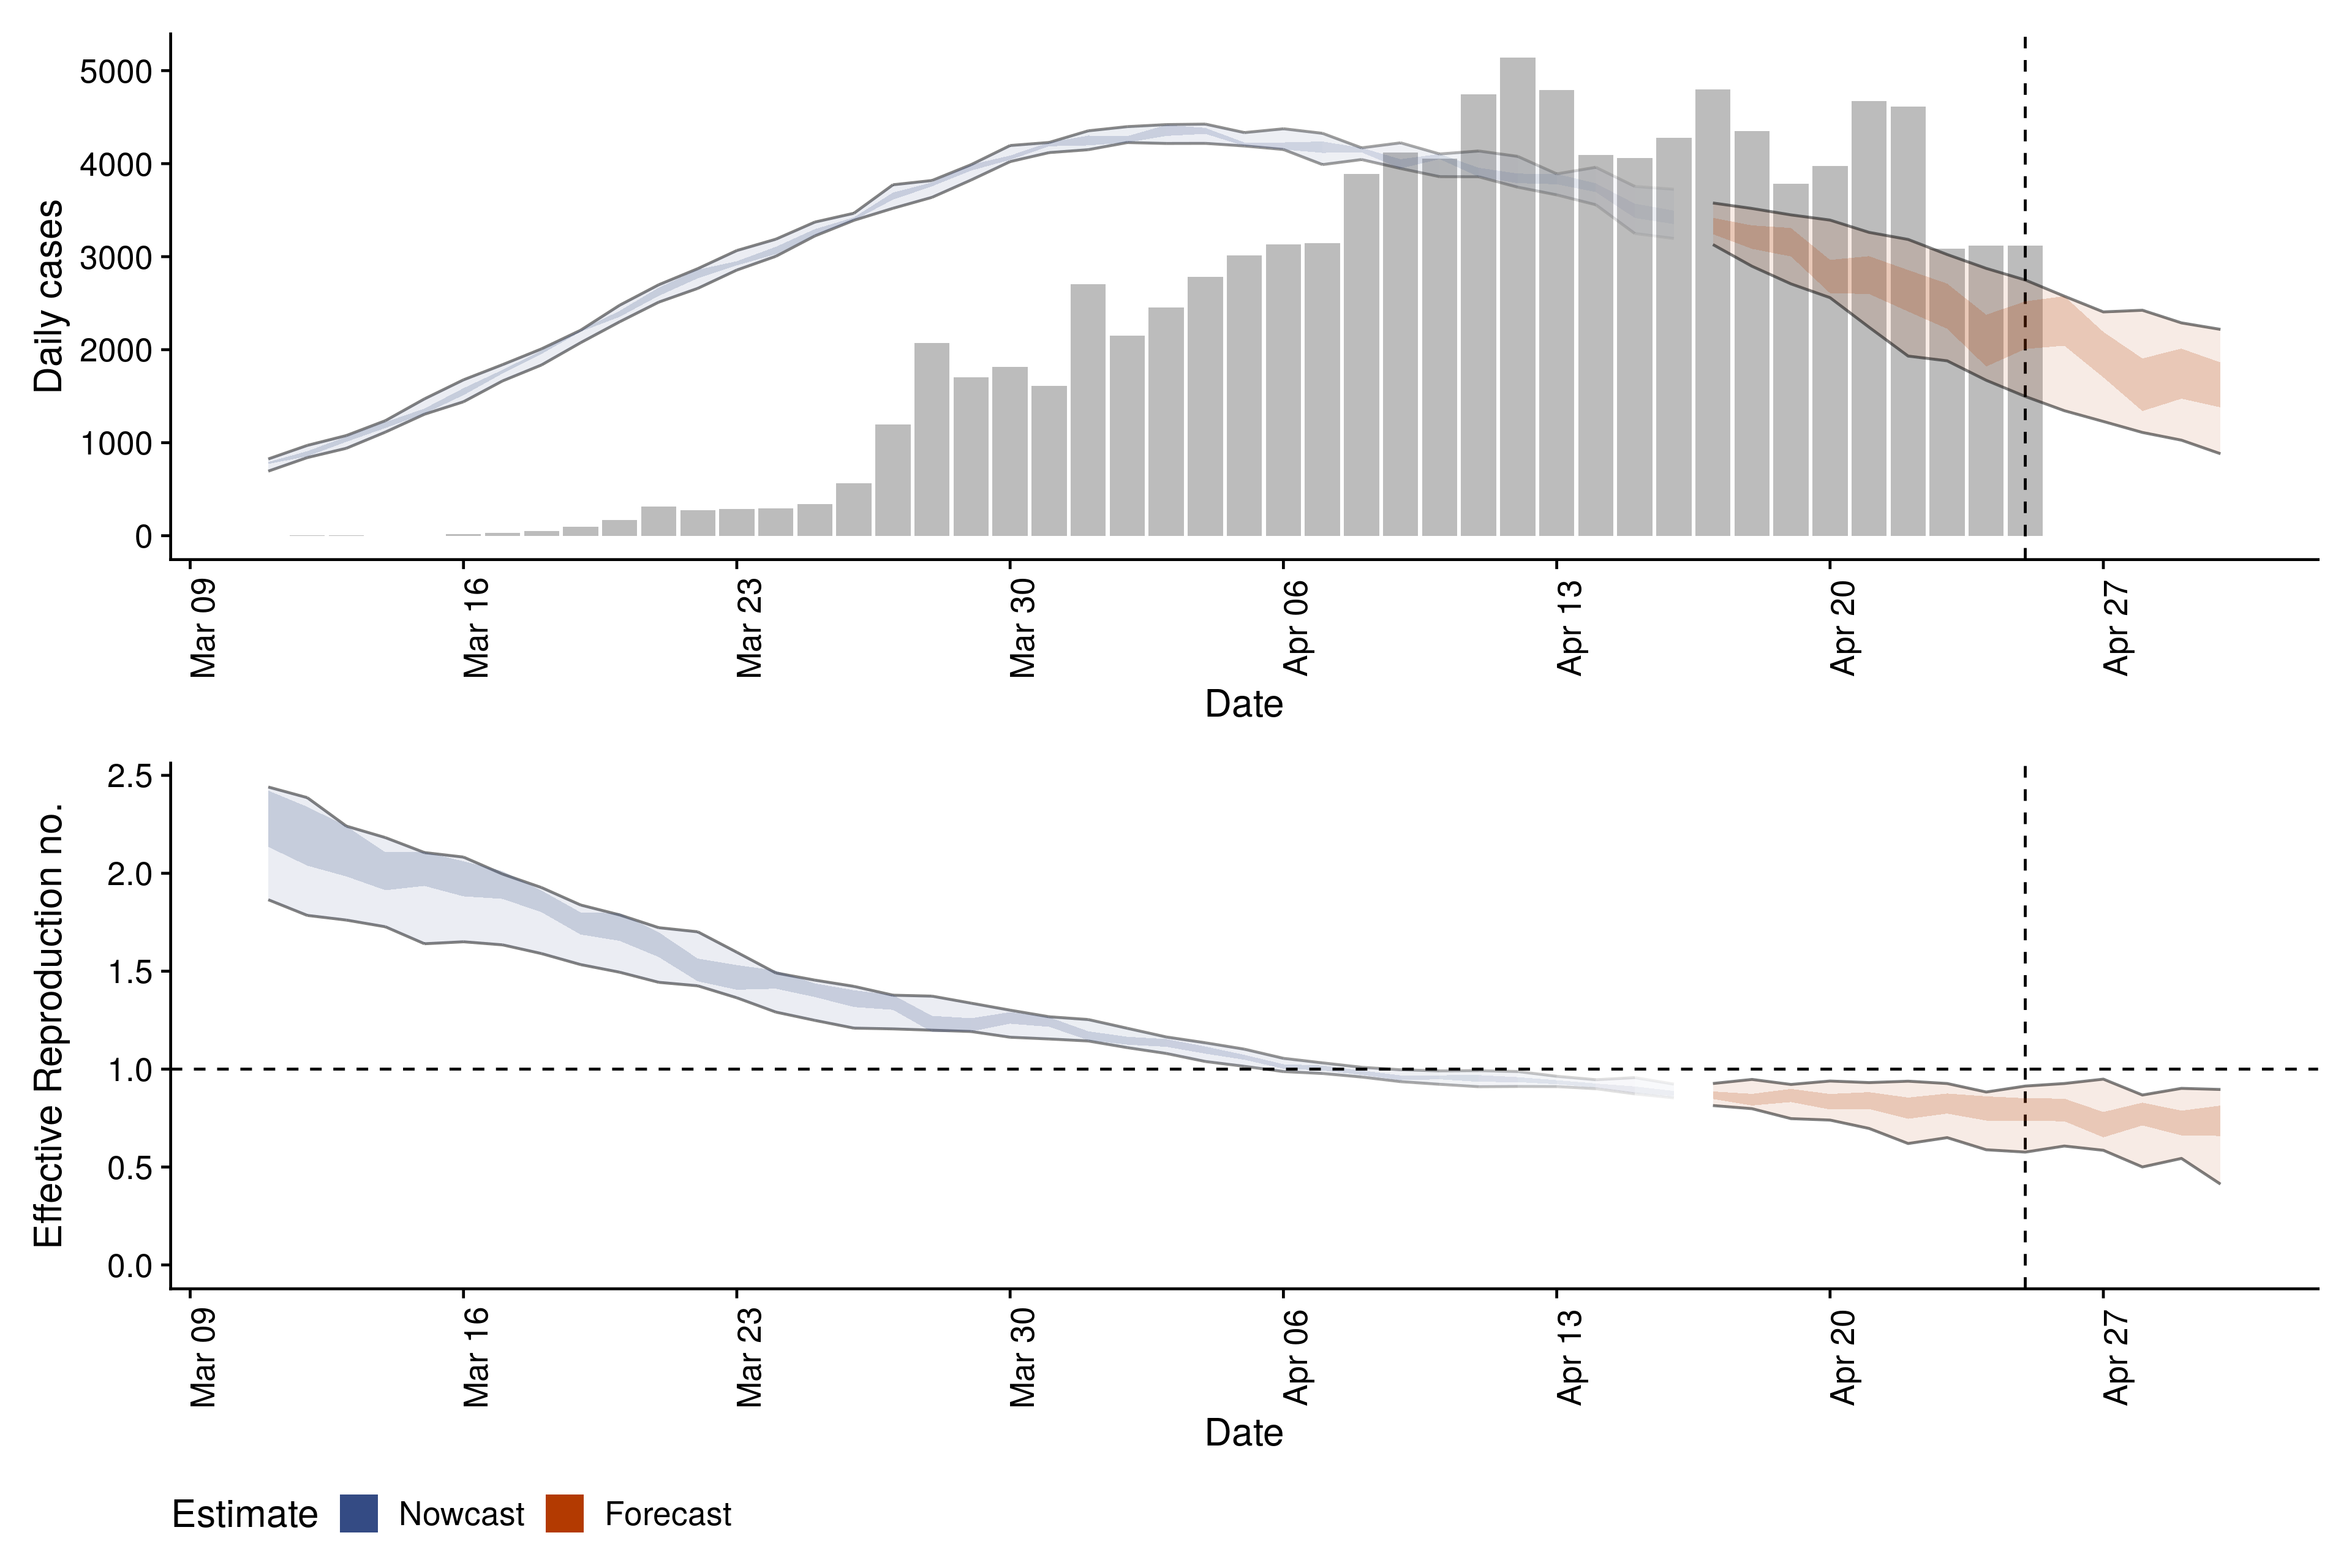 Daily cases
5000
4000
3000
2000
1000
0
Mar 09
Mar 16
Mar 23
Mar 30
Apr 06
Apr 13
Apr 20
Apr 27
Date
Effective Reproduction no.
2.5
2.0
1.5
1.0
0.5
0.0
Mar 09
Mar 16
Mar 23
Mar 30
Apr 06
Apr 13
Apr 20
Apr 27
Date
Estimate Nowcast Forecast